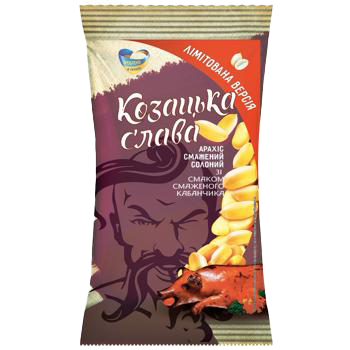 ЛІМІТОВАНА ВЕРСІЯ
Козацька
слава
АРАХІС
СМАЖЕНИЙ
СОЛОНИЙ
ЗІ
СМАКОМ
СМАЖЕНОГО
КАБАНЧИКА